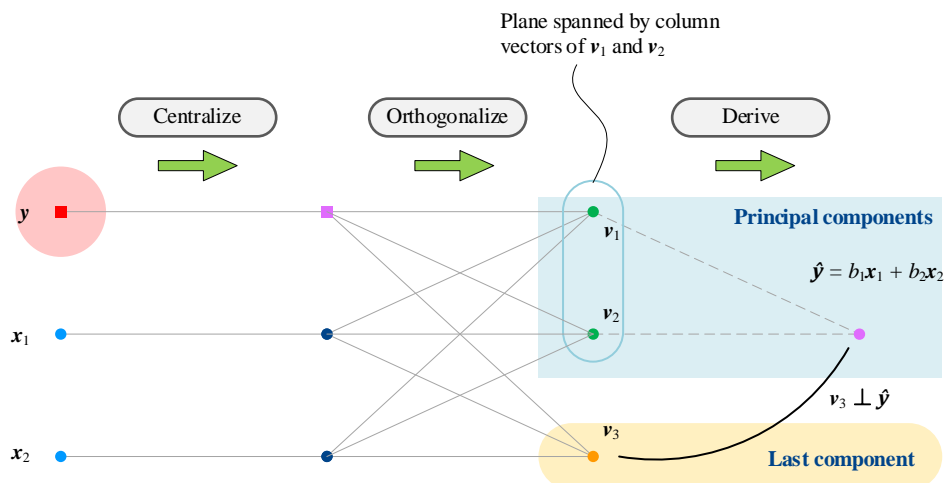 Plane spanned by column
vectors of v₁ and v₂
Centralize
Orthogonalize
Derive
y
Principal components
v₁
ŷ = b₁x₁ + b₂x₂
x₁
v₂
v₃ ⊥ ŷ
x₂
v₃
Last component